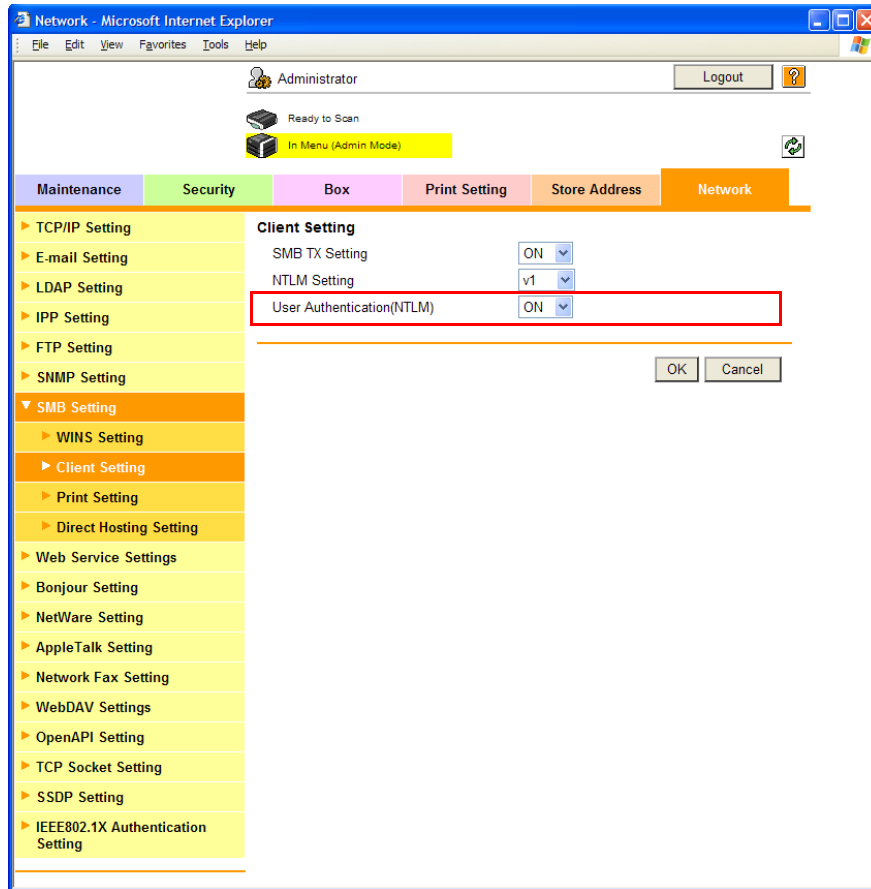 Network - Microsoft Internet Explorer
File Edit View Favorites Tools Help
Administrator Logout ?
Ready to Scan
In Menu (Admin Mode)
Maintenance Security Box Print Setting Store Address Network
TCP/IP Setting
E-mail Setting
LDAP Setting
IPP Setting
FTP Setting
SNMP Setting
SMB Setting
WINS Setting
Client Setting
Print Setting
Direct Hosting Setting
Web Service Settings
Bonjour Setting
NetWare Setting
AppleTalk Setting
Network Fax Setting
WebDAV Settings
OpenAPI Setting
TCP Socket Setting
SSDP Setting
IEEE802.1X Authentication
Setting
Client Setting
SMB TX Setting ON
NTLM Setting v1
User Authentication(NTLM) ON
OK Cancel